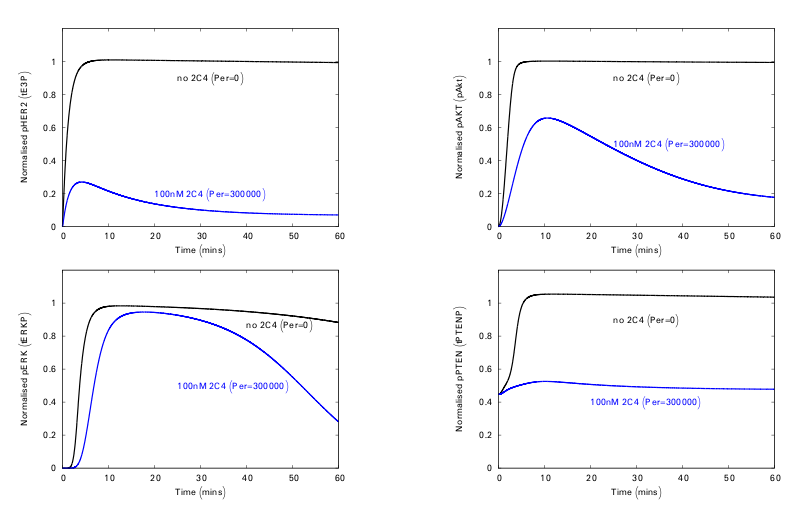 Normalised pHER2 (tE3P)
1
0.8
0.6
0.4
0.2
0
no 2C4 (Per=0)
100nM 2C4 (Per=300000)
0 10 20 30 40 50 60
Time (mins)
Normalised pAKT (pAkt)
1
0.8
0.6
0.4
0.2
0
no 2C4 (Per=0)
100nM 2C4 (Per=300000)
0 10 20 30 40 50 60
Time (mins)
Normalised pERK (tERKP)
1
0.8
0.6
0.4
0.2
0
no 2C4 (Per=0)
100nM 2C4 (Per=300000)
0 10 20 30 40 50 60
Time (mins)
Normalised pPTEN (fPTENP)
1
0.8
0.6
0.4
0.2
0
no 2C4 (Per=0)
100nM 2C4 (Per=300000)
0 10 20 30 40 50 60
Time (mins)